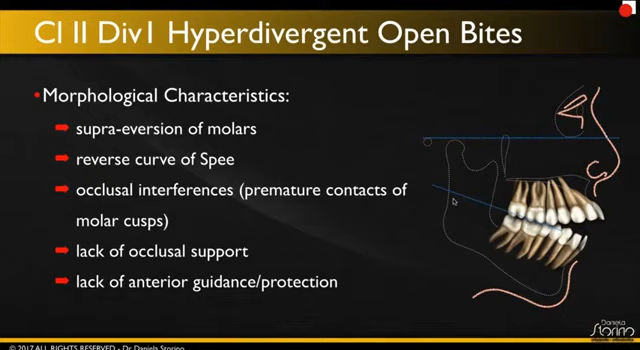 Cl II Div1 Hyperdivergent Open Bites
•Morphological Characteristics:
supra-eversion of molars
reverse curve of Spee
occlusal interferences (premature contacts of
molar cusps)
lack of occlusal support
lack of anterior guidance/protection
Daniela
Storino
© 2017 ALL RIGHTS RESERVED - Dr. Daniela Storino